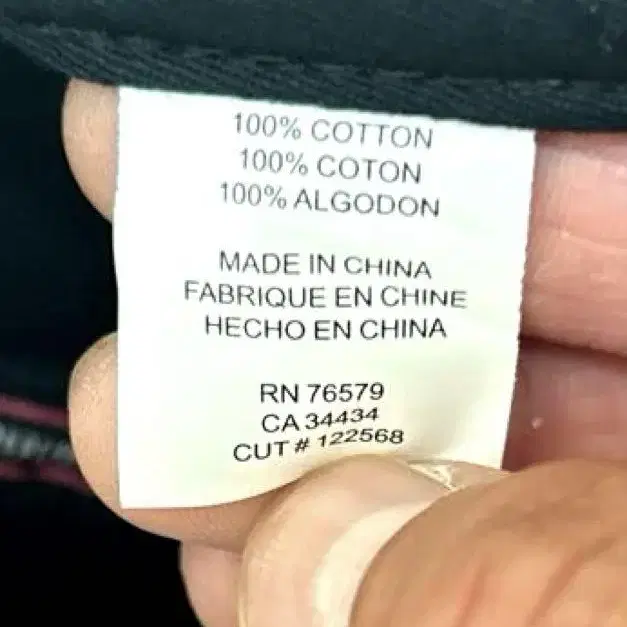 100% COTTON
100% COTON
100% ALGODON
MADE IN CHINA
FABRIQUE EN CHINE
HECHO EN CHINA
RN 76579
CA 34434
CUT # 122568